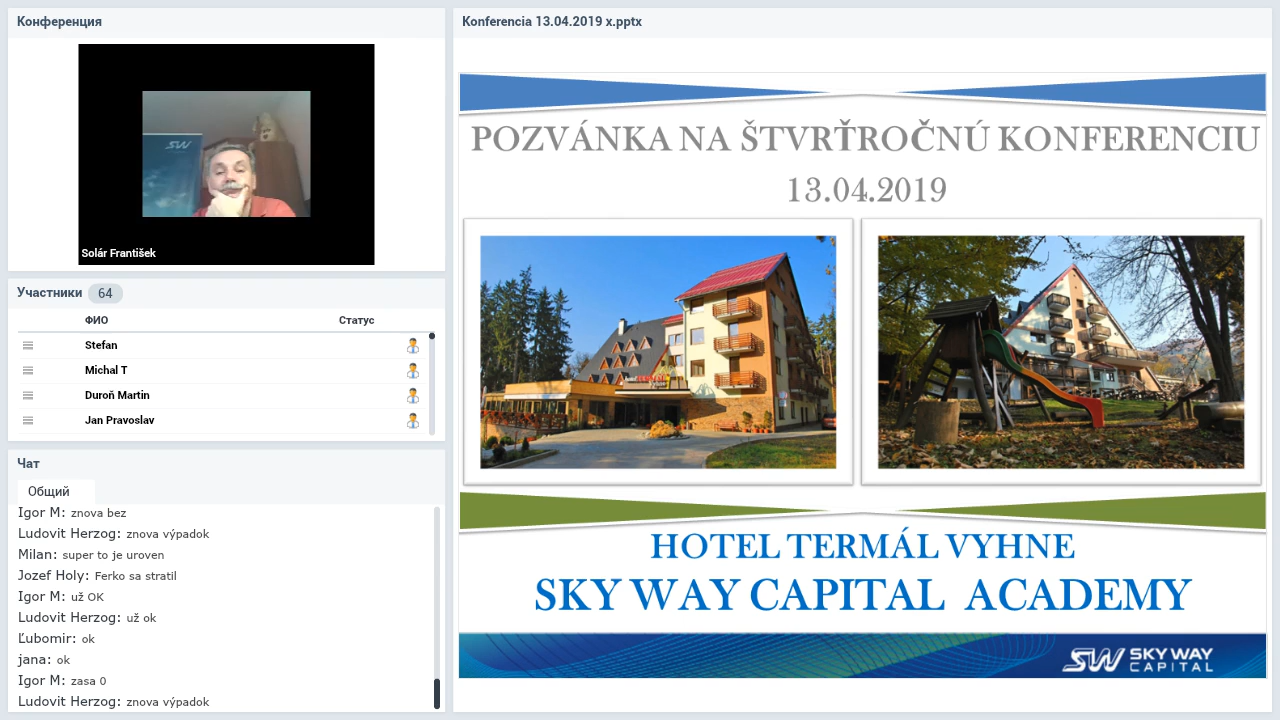 Конференция
Solár František
Участники 64
ФИО Статус
Stefan
Michal T
Duroň Martin
Jan Pravoslav
Чат
Общий
Igor M: znova bez
Ludovit Herzog: znova výpadok
Milan: super to je uroven
Jozef Holy: Ferko sa stratil
Igor M: už OK
Ludovit Herzog: už ok
Ľubomir: ok
jana: ok
Igor M: zasa 0
Ludovit Herzog: znova výpadok
Konferencia 13.04.2019 x.pptx
POZVÁNKA NA ŠTVRŤROČNÚ KONFERENCIU
13.04.2019
HOTEL TERMÁL VYHNE
SKY WAY CAPITAL ACADEMY
SW SKY WAY
CAPITAL